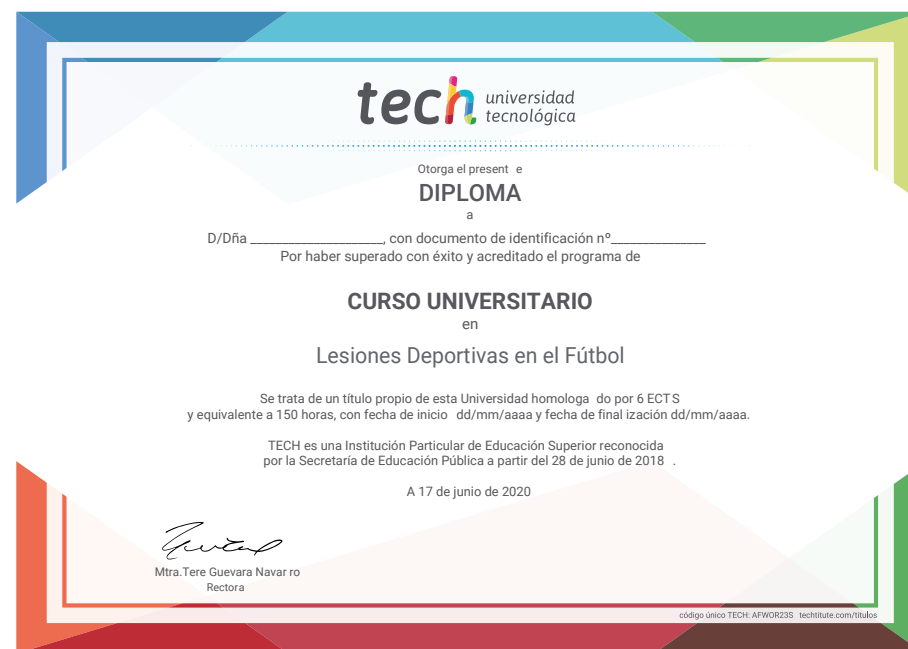 tech universidad
tecnológica
Otorga el present e
DIPLOMA
a
D/Dña ____________________, con documento de identificación nº______________
Por haber superado con éxito y acreditado el programa de
CURSO UNIVERSITARIO
en
Lesiones Deportivas en el Fútbol
Se trata de un título propio de esta Universidad homologa do por 6 ECTS
y equivalente a 150 horas, con fecha de inicio dd/mm/aaaa y fecha de final ización dd/mm/aaaa.
TECH es una Institución Particular de Educación Superior reconocida
por la Secretaría de Educación Pública a partir del 28 de junio de 2018 .
A 17 de junio de 2020
Mtra.Tere Guevara Navar ro
Rectora
código único TECH: AFWOR23S techtitute.com/titulos